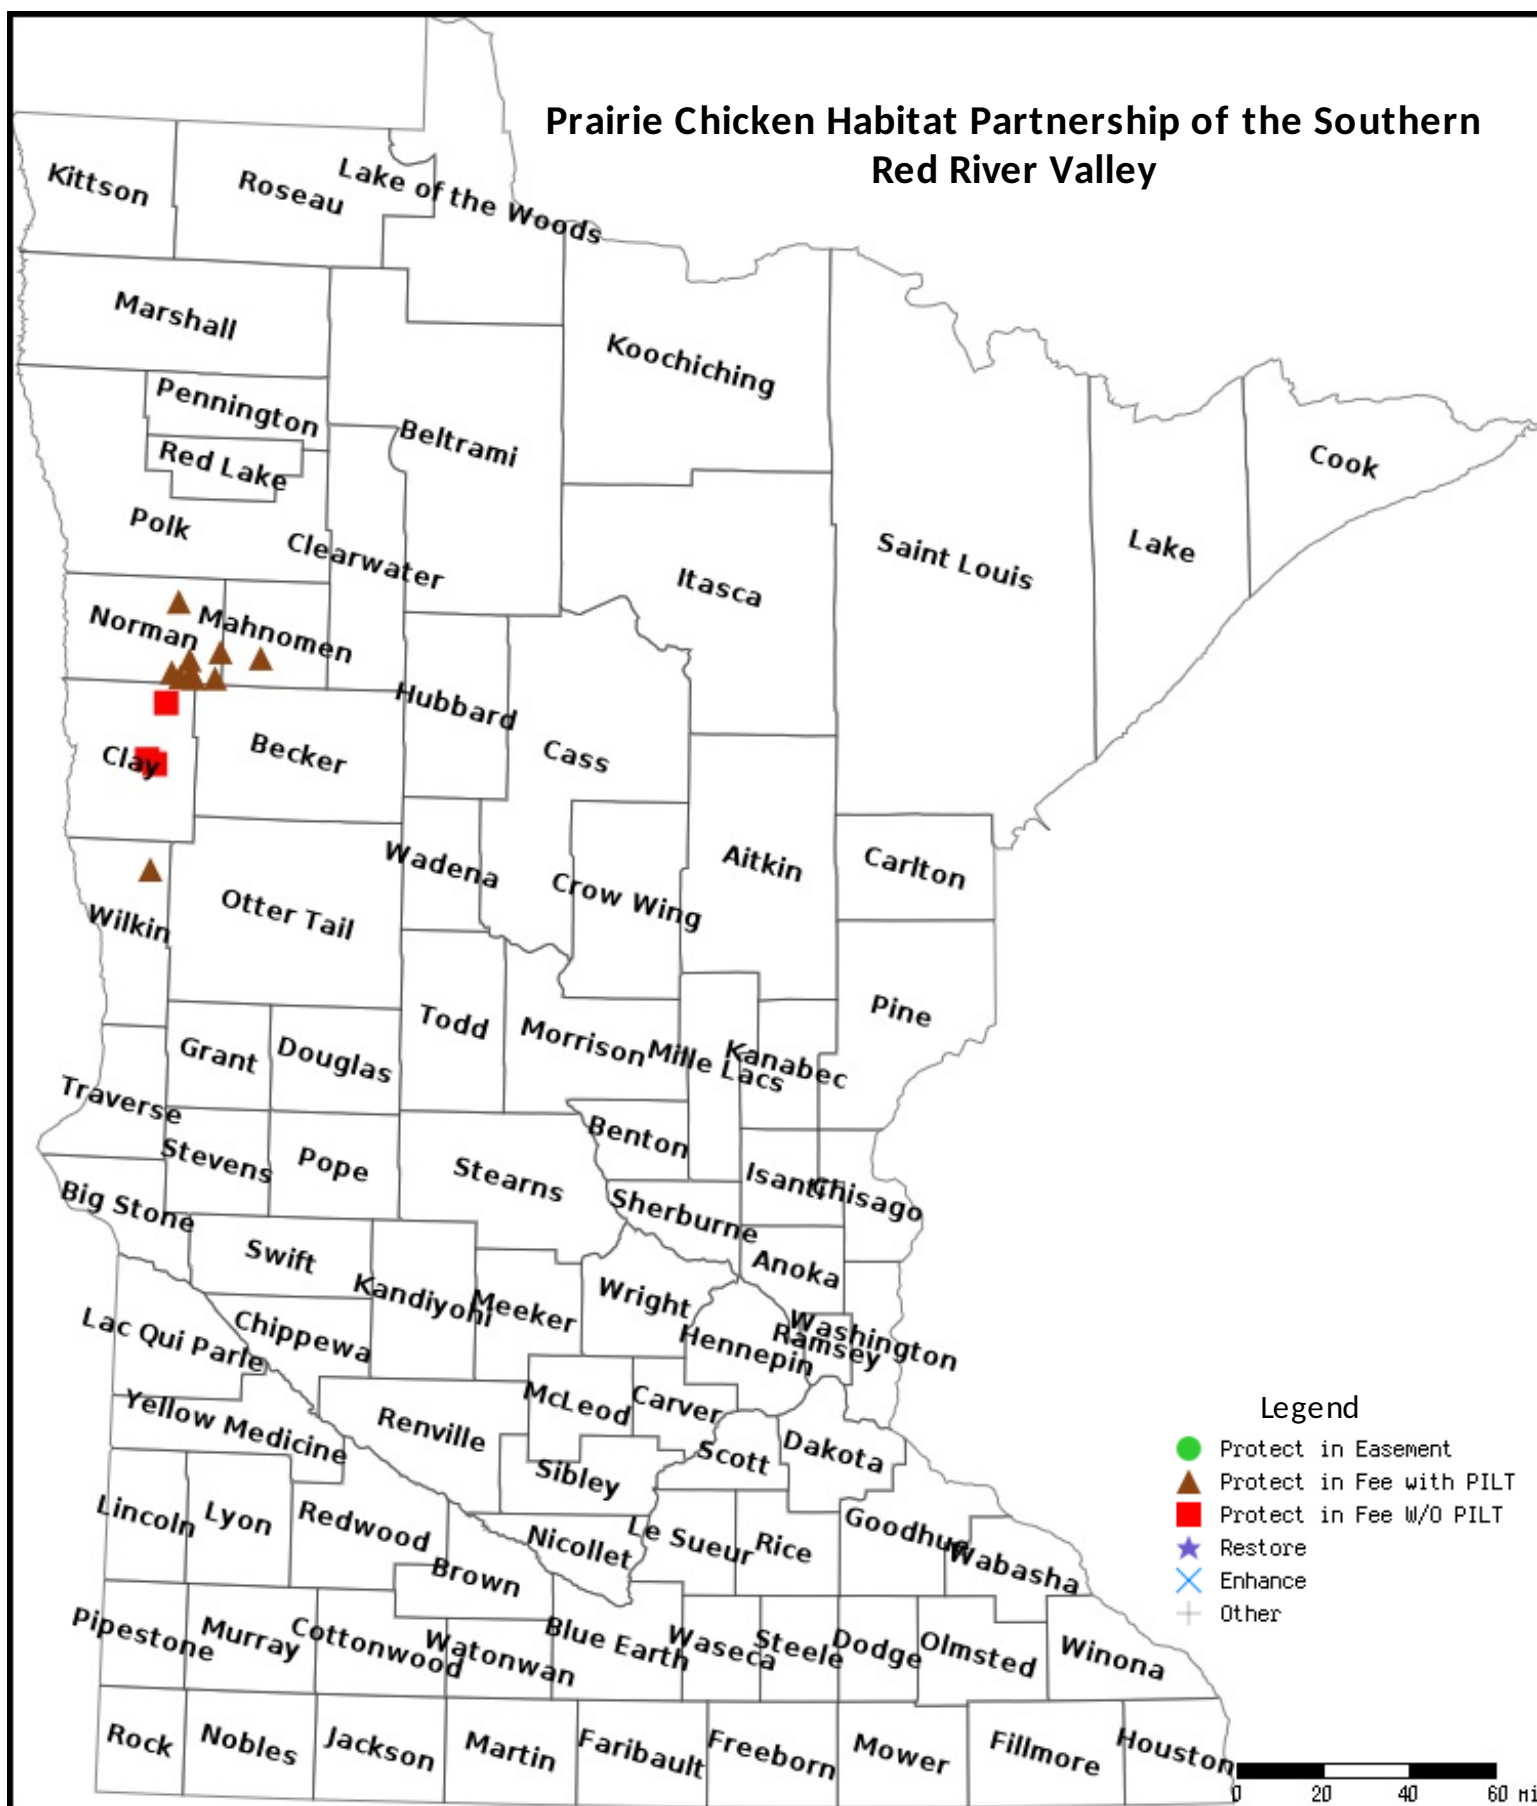 Prairie Chicken Habitat Partnership of the Southern
Red River Valley
Kittson
Roseau
Lake of the Woods
Marshall
Koochiching
Pennington
Beltrami
Red Lake
Cook
Polk
Clearwater
Saint Louis
Lake
Itasca
Norman
Mahnomen
Hubbard
Clay
Becker
Cass
Wadena
Aitkin
Carlton
Crow Wing
Otter Tail
Wilkin
Pine
Todd
Morrison
Mille Lacs
Kanabec
Grant
Douglas
Traverse
Benton
Stevens
Pope
Stearns
Isanti
Chisago
Big Stone
Sherburne
Swift
Anoka
Kandiyohi
Meeker
Wright
Lac Qui Parle
Chippewa
Hennepin
Ramsey
Washington
McLeod
Carver
Yellow Medicine
Renville
Scott
Dakota
Sibley
Lincoln
Lyon
Redwood
Nicollet
Le Sueur
Rice
Goodhue
Wabasha
Brown
Pipestone
Murray
Cottonwood
Watonwan
Blue Earth
Waseca
Steele
Dodge
Olmsted
Winona
Rock
Nobles
Jackson
Martin
Faribault
Freeborn
Mower
Fillmore
Houston
Legend
Protect in Easement
Protect in Fee with PILT
Protect in Fee W/O PILT
Restore
Enhance
Other
0 20 40 60 Mi